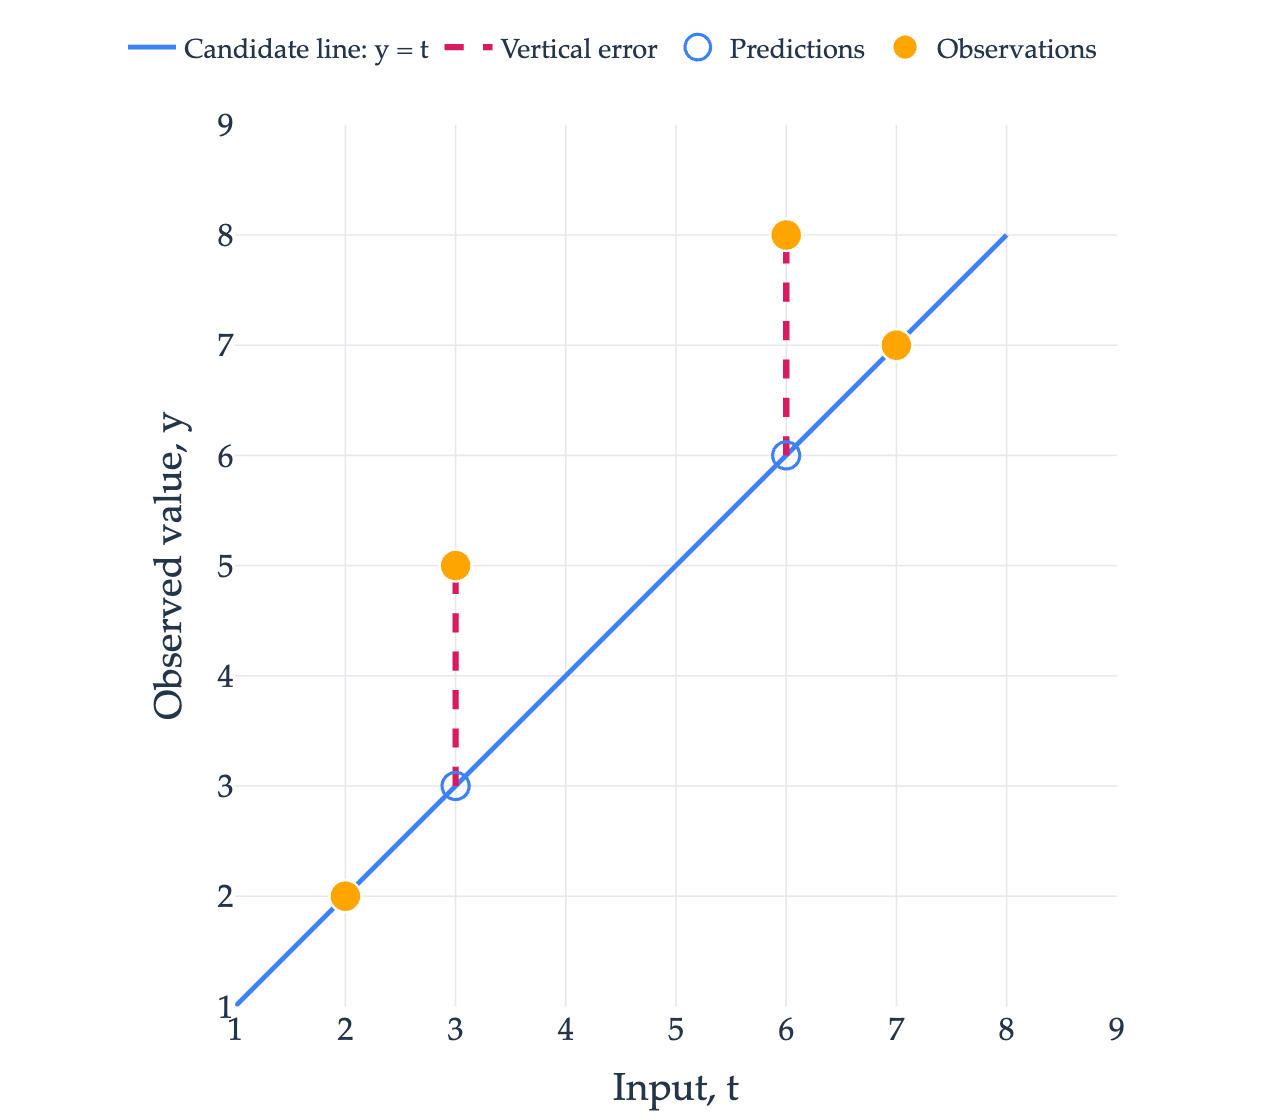 Candidate line: y = t Vertical error Predictions Observations
9
8
7
6
5
4
3
2
1
Observed value, y
1 2 3 4 5 6 7 8 9
Input, t